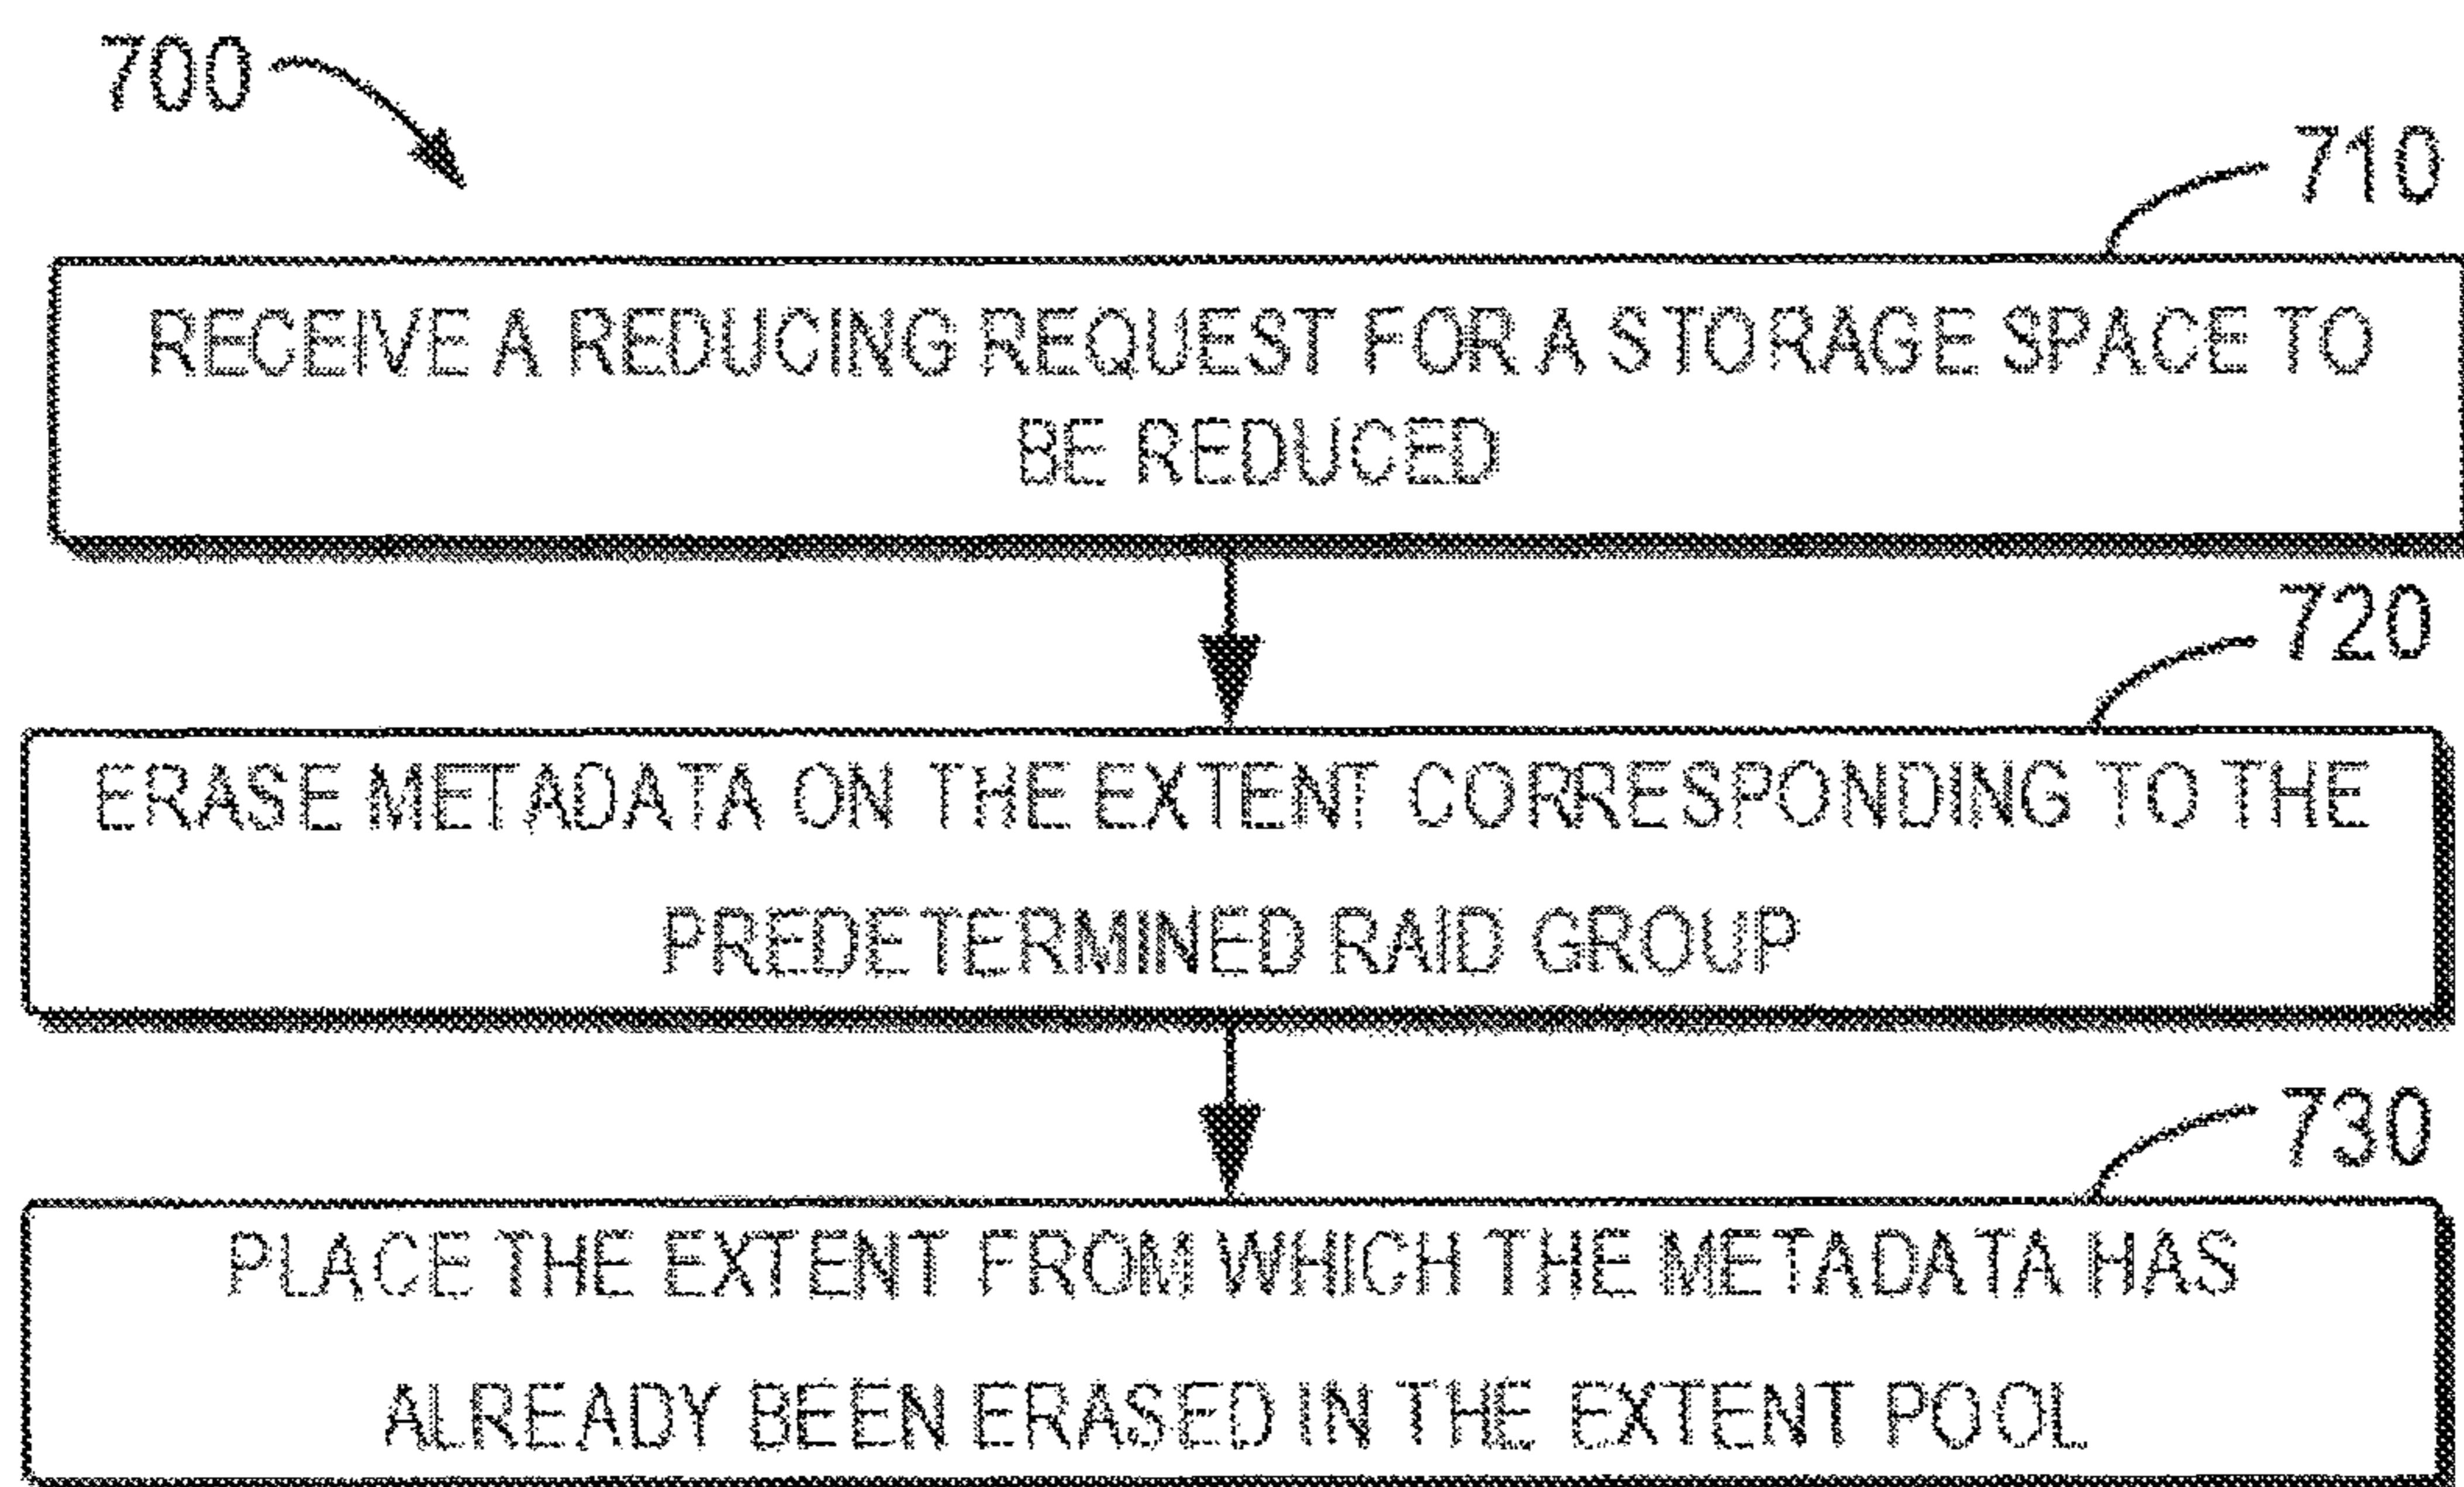 700
710
RECEIVE A REDUCING REQUEST FOR A STORAGE SPACE TO
BE REDUCED
720
ERASE METADATA ON THE EXTENT CORRESPONDING TO THE
PREDETERMINED RAID GROUP
730
PLACE THE EXTENT FROM WHICH THE METADATA HAS
ALREADY BEEN ERASED IN THE EXTENT POOL